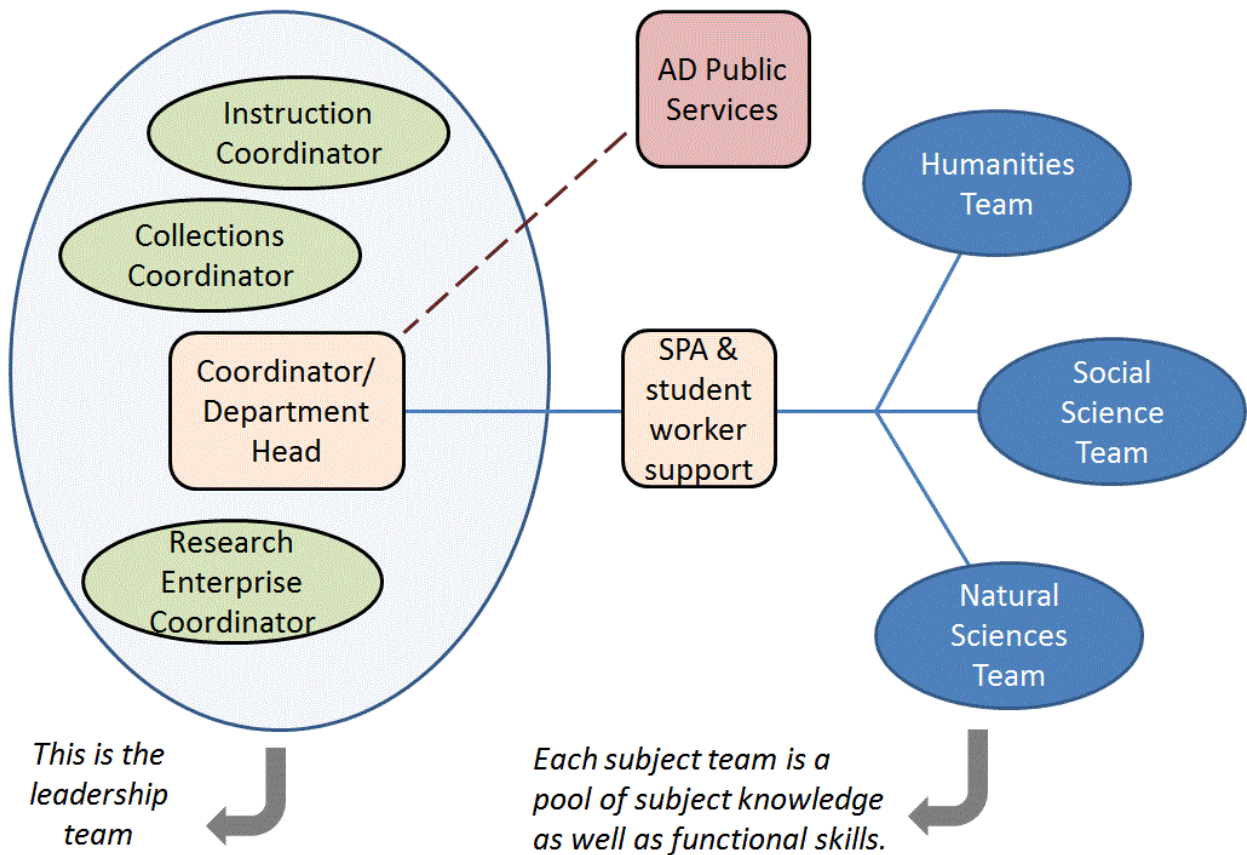 Instruction
Coordinator
Collections
Coordinator
Coordinator/
Department
Head
Research
Enterprise
Coordinator
This is the
leadership
team
AD Public
Services
SPA &
student
worker
support
Humanities
Team
Social
Science
Team
Natural
Sciences
Team
Each subject team is a
pool of subject knowledge
as well as functional skills.